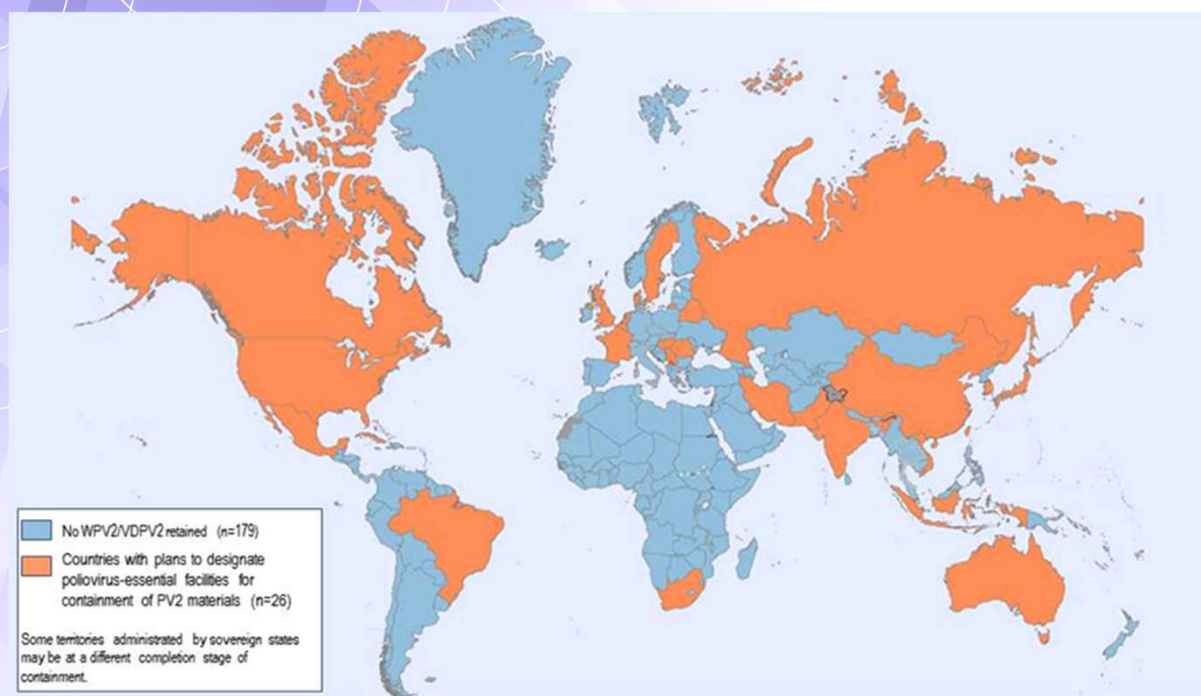 No WPV2/VDPV2 retained (n=179)
Countries with plans to designate
poliovirus-essential facilities for
containment of PV2 materials (n=26)
Some territories administrated by sovereign states
may be at a different completion stage of
containment.